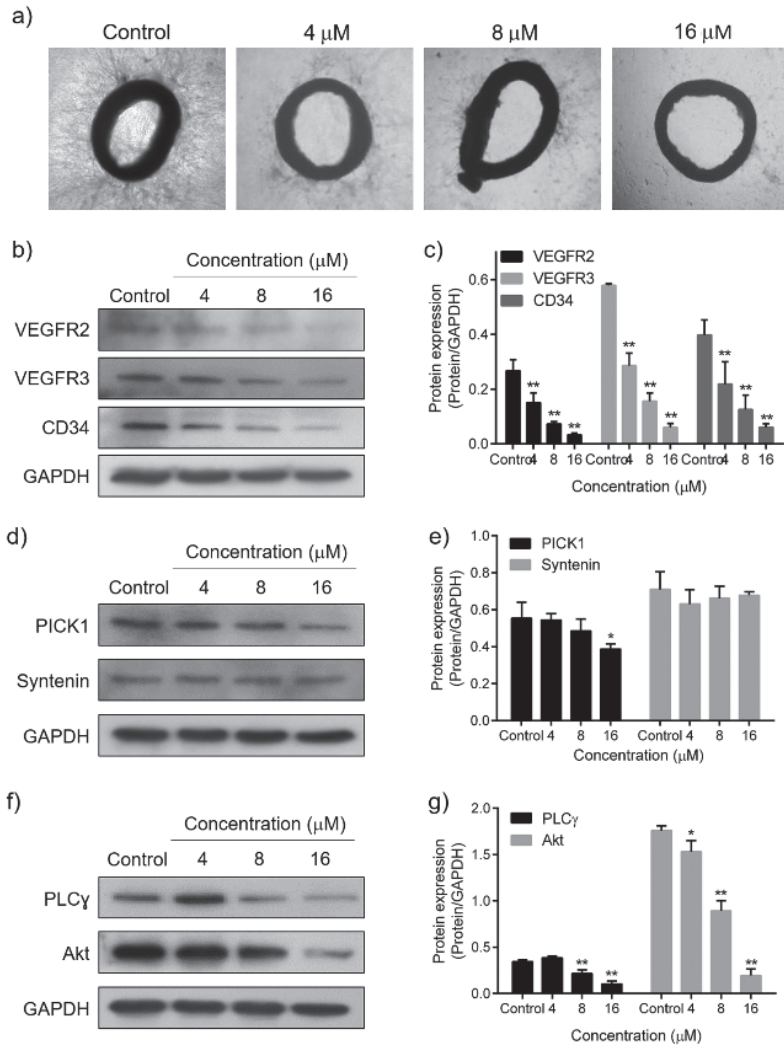 a)
Control 4 μM 8 μM 16 μM
b)
Concentration (μM)
Control 4 8 16
VEGFR2
VEGFR3
CD34
GAPDH
c)
VEGFR2
VEGFR3
CD34
Protein expression
(Protein/GAPDH)
0.6
0.4
0.2
0.0
** ** ** ** ** ** ** ** **
Control 4 8 16 Control 4 8 16 Control 4 8 16
Concentration (μM)
d)
Concentration (μM)
Control 4 8 16
PICK1
Syntenin
GAPDH
e)
PICK1
Syntenin
Protein expression
(Protein/GAPDH)
1.0
0.8
0.6
0.4
0.2
0.0
*
Control 4 8 16 Control 4 8 16
Concentration (μM)
f)
Concentration (μM)
Control 4 8 16
PLCγ
Akt
GAPDH
g)
PLCγ
Akt
Protein expression
(Protein/GAPDH)
2.0
1.5
1.0
0.5
0.0
** ** * ** **
Control 4 8 16 Control 4 8 16
Concentration (μM)